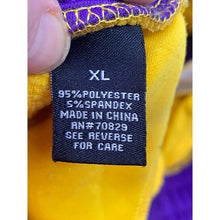 XL
95%POLYESTER
5%SPANDEX
MADE IN CHINA
RN#70829
SEE REVERSE
FOR CARE